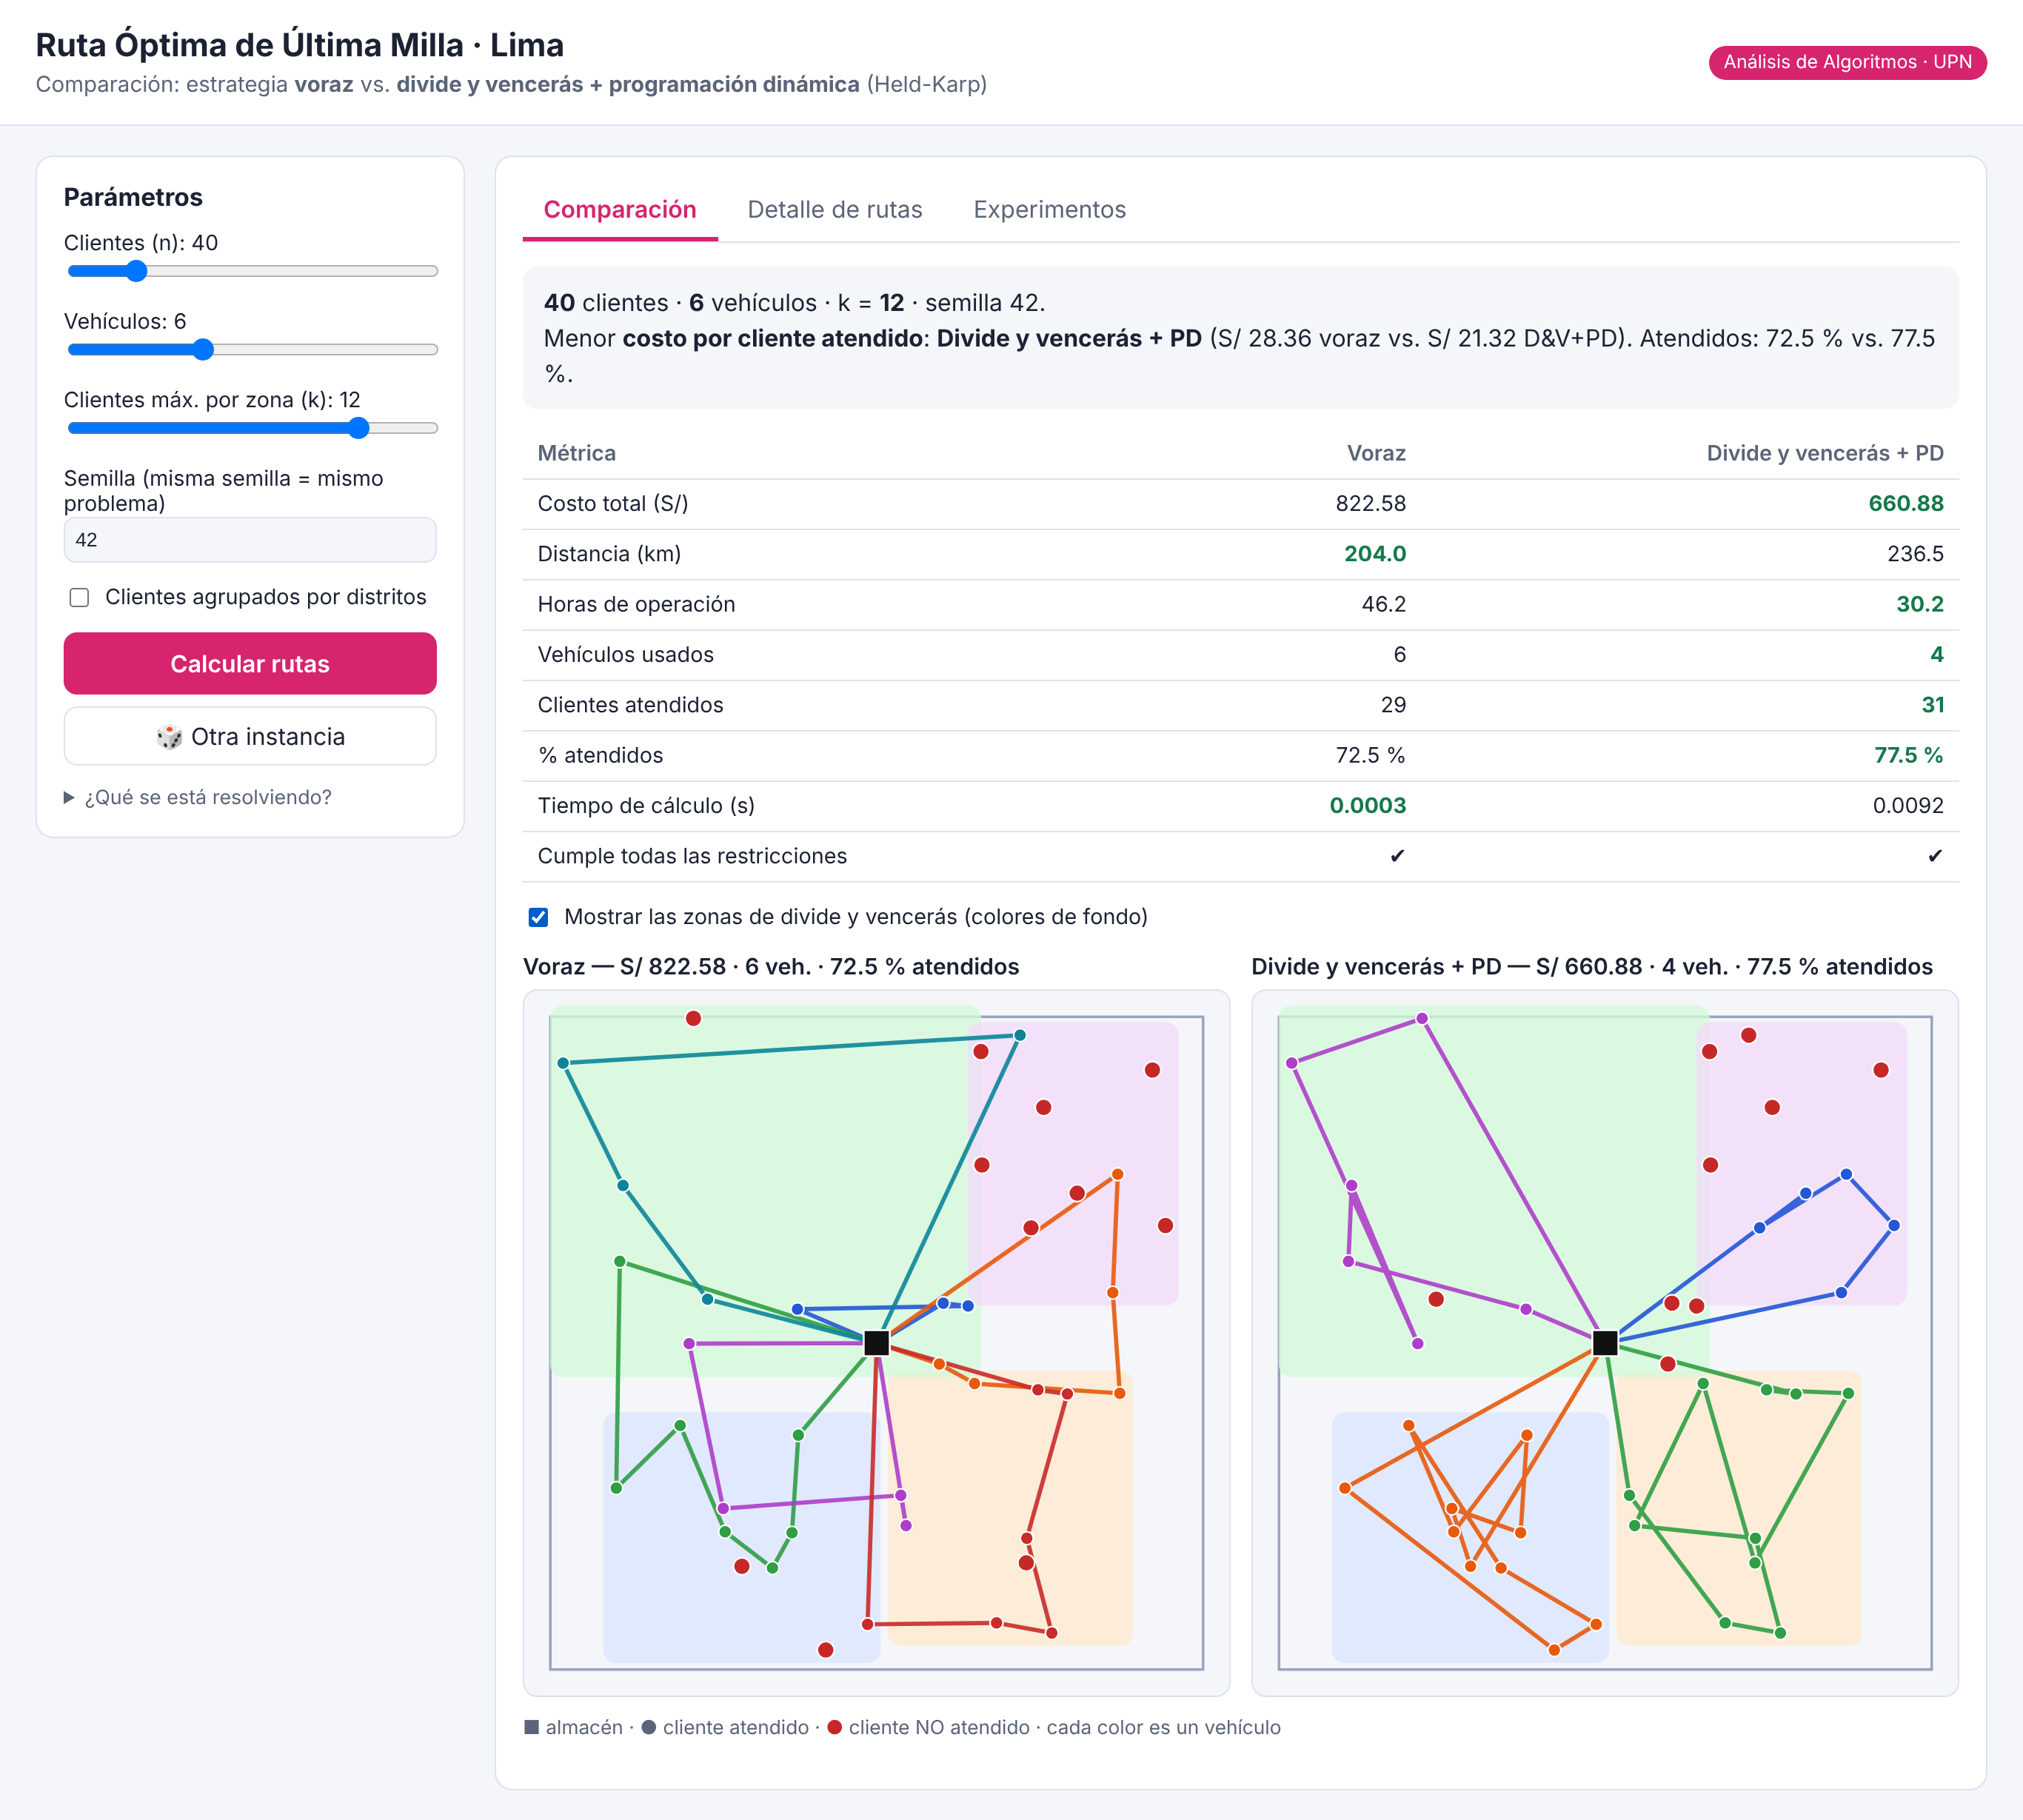 Ruta Óptima de Última Milla · Lima
Comparación: estrategia voraz vs. divide y vencerás + programación dinámica (Held-Karp)
Análisis de Algoritmos · UPN
Parámetros
Clientes (n): 40
Vehículos: 6
Clientes máx. por zona (k): 12
Semilla (misma semilla = mismo
problema)
42
Clientes agrupados por distritos
Calcular rutas
🎲 Otra instancia
▶ ¿Qué se está resolviendo?
Comparación Detalle de rutas Experimentos
40 clientes · 6 vehículos · k = 12 · semilla 42.
Menor costo por cliente atendido: Divide y vencerás + PD (S/ 28.36 voraz vs. S/ 21.32 D&V+PD). Atendidos: 72.5 % vs. 77.5
%.
Métrica Voraz Divide y vencerás + PD
Costo total (S/) 822.58 660.88
Distancia (km) 204.0 236.5
Horas de operación 46.2 30.2
Vehículos usados 6 4
Clientes atendidos 29 31
% atendidos 72.5 % 77.5 %
Tiempo de cálculo (s) 0.0003 0.0092
Cumple todas las restricciones ✔ ✔
Mostrar las zonas de divide y vencerás (colores de fondo)
Voraz — S/ 822.58 · 6 veh. · 72.5 % atendidos
Divide y vencerás + PD — S/ 660.88 · 4 veh. · 77.5 % atendidos
■ almacén · ● cliente atendido · ● cliente NO atendido · cada color es un vehículo